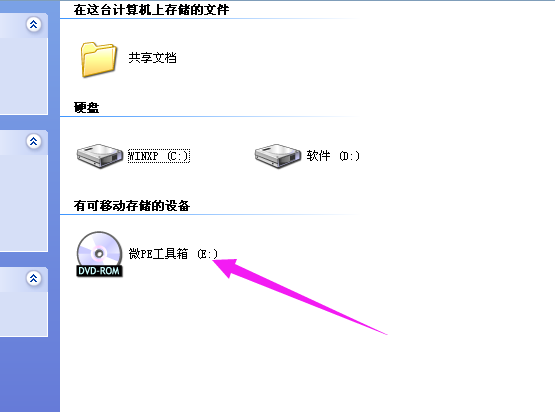 在这台计算机上存储的文件
共享文档
硬盘
WINXP (C:)
软件 (D:)
有可移动存储的设备
微PE工具箱 (E:)
DVD-ROM